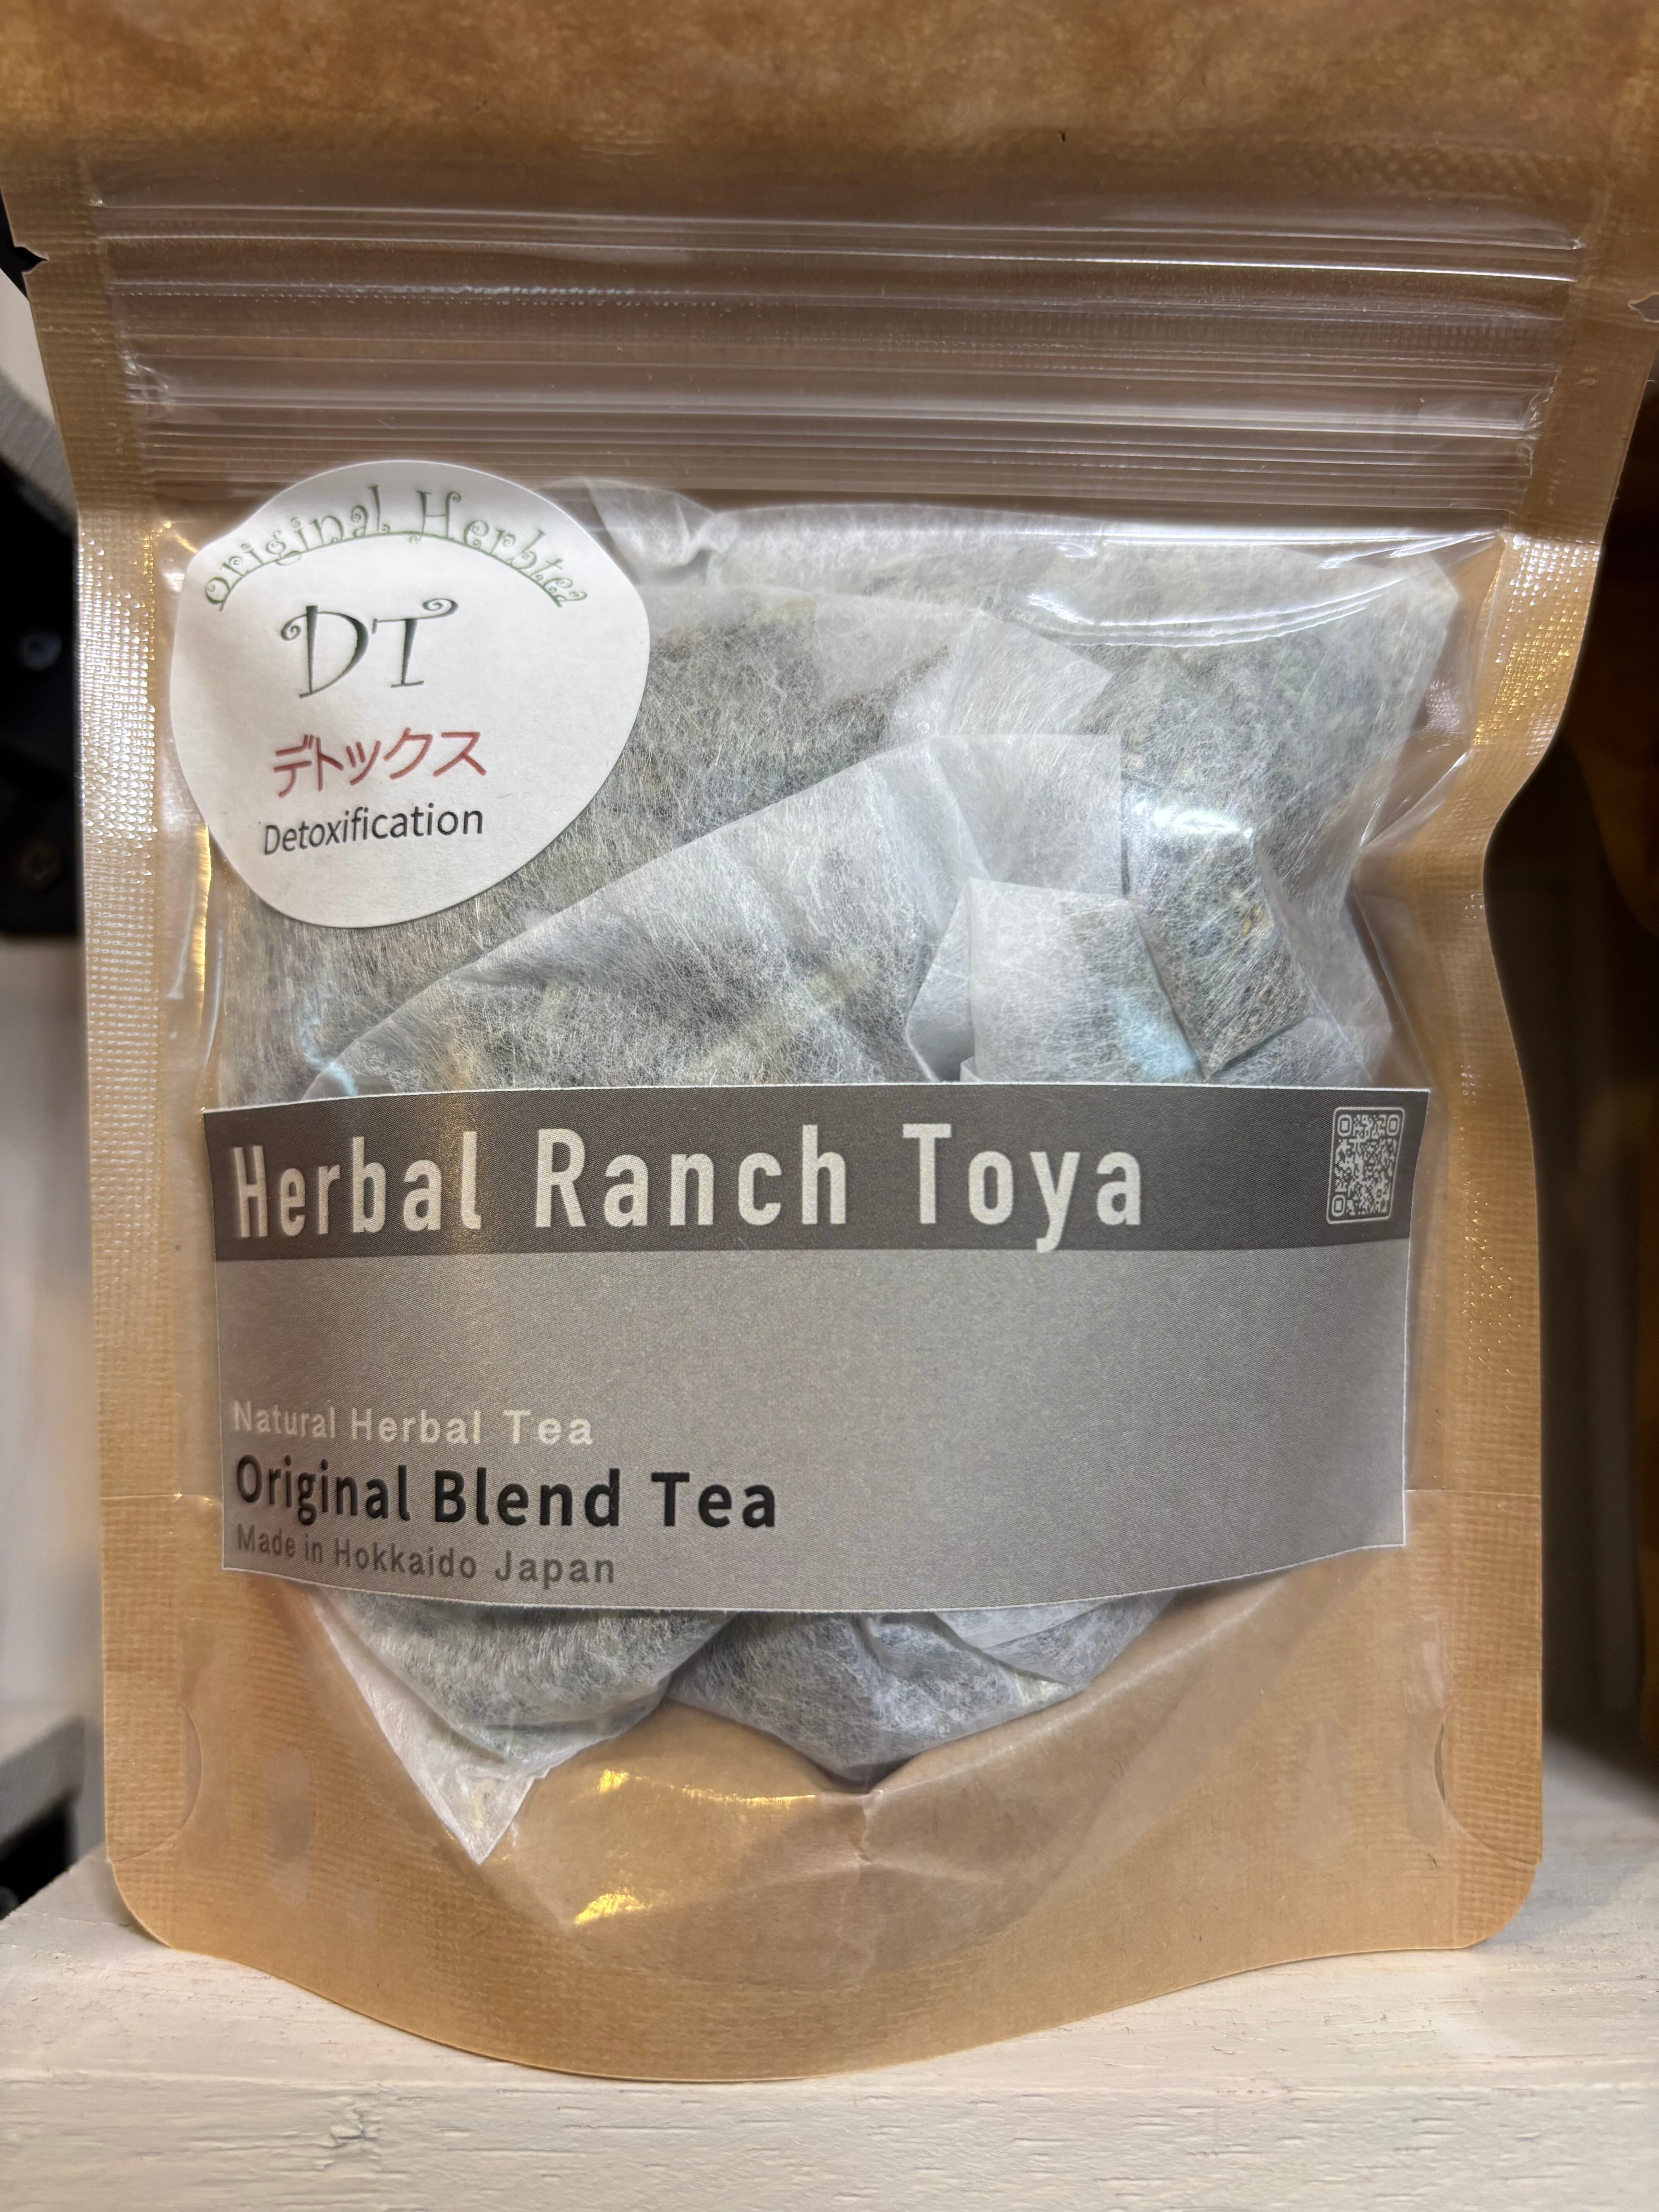 Original Herbtea
DT
デトックス
Detoxification
Herbal Ranch Toya
Natural Herbal Tea
Original Blend Tea
Made in Hokkaido Japan